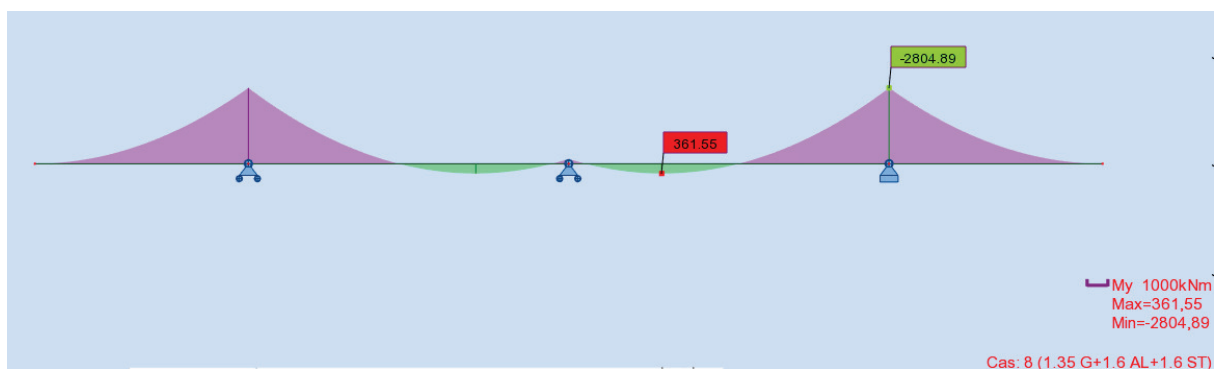 -2804.89
361.55
My 1000kNm
Max=361,55
Min=-2804,89
Cas: 8 (1.35 G+1.6 AL+1.6 ST)